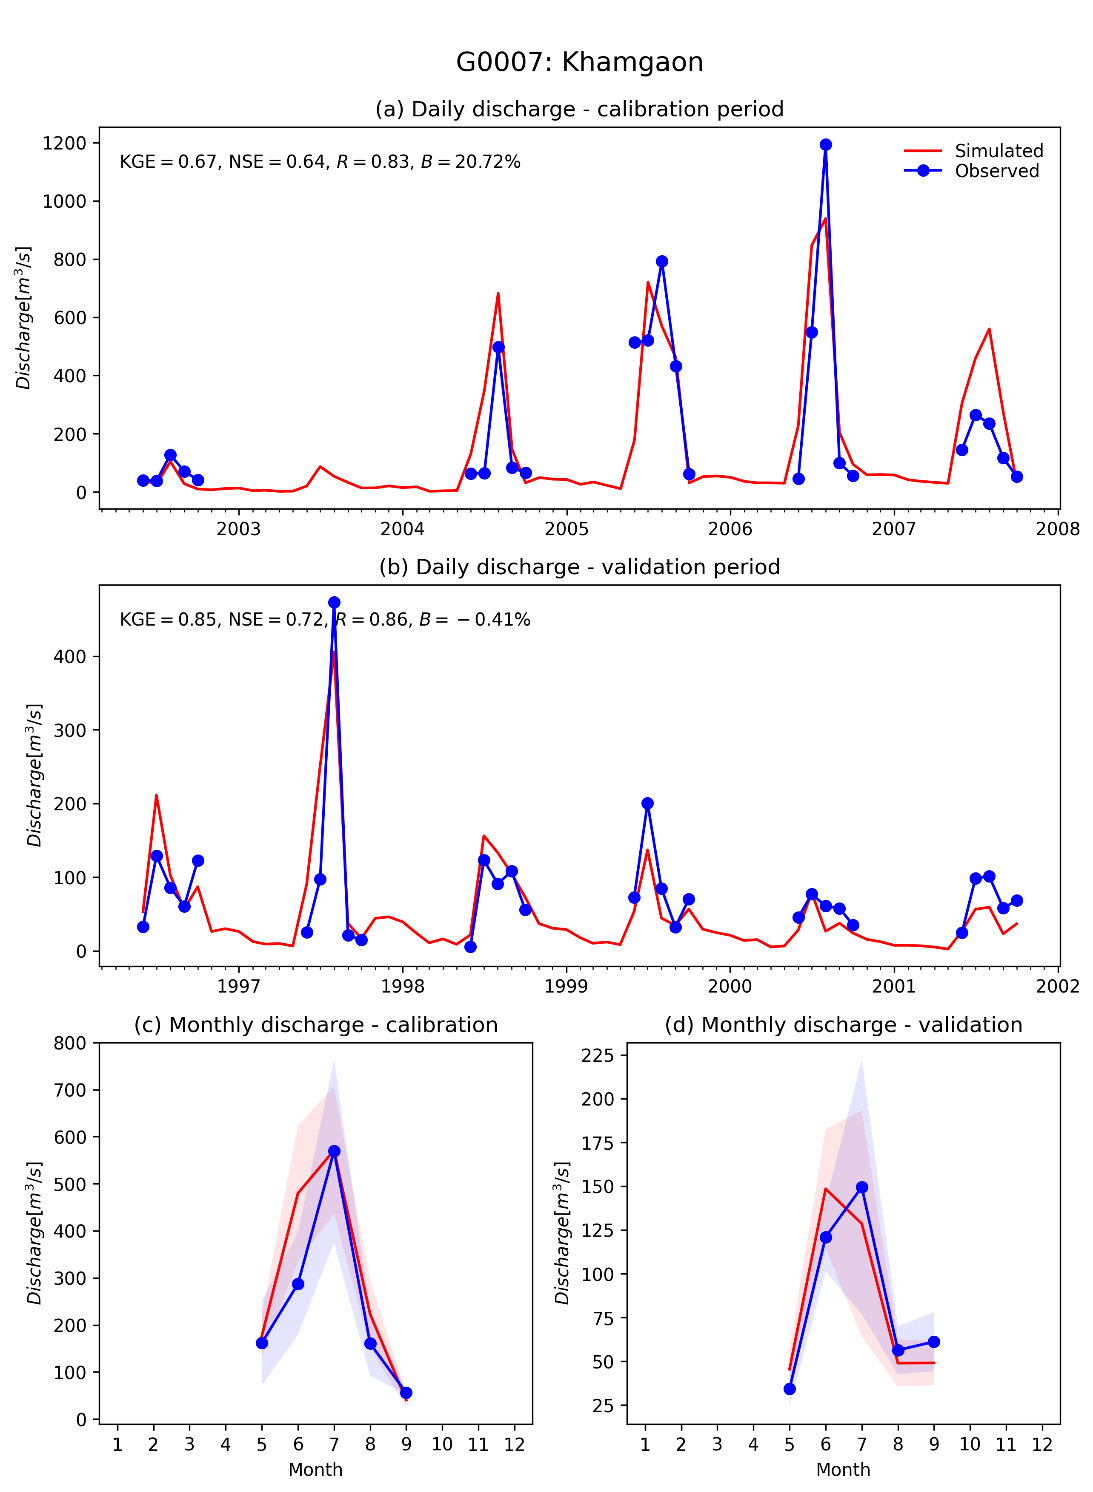 G0007: Khamgaon
(a) Daily discharge - calibration period
KGE = 0.67, NSE = 0.64, R = 0.83, B = 20.72%
Simulated
Observed
Discharge[m³/s]
1200
1000
800
600
400
200
0
2003 2004 2005 2006 2007 2008
(b) Daily discharge - validation period
KGE = 0.85, NSE = 0.72, R = 0.86, B = −0.41%
Discharge[m³/s]
400
300
200
100
0
1997 1998 1999 2000 2001 2002
(c) Monthly discharge - calibration
Discharge[m³/s]
800
700
600
500
400
300
200
100
0
1 2 3 4 5 6 7 8 9 10 11 12
Month
(d) Monthly discharge - validation
Discharge[m³/s]
225
200
175
150
125
100
75
50
25
1 2 3 4 5 6 7 8 9 10 11 12
Month